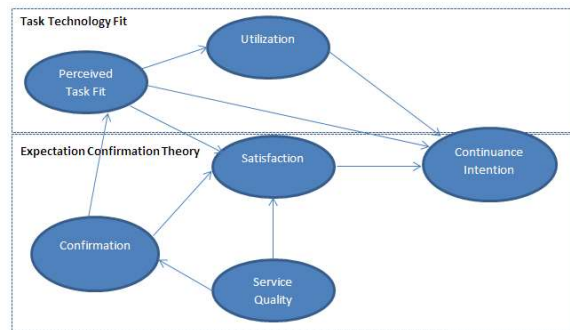 Task Technology Fit
Utilization
Perceived
Task Fit
Expectation Confirmation Theory
Satisfaction
Continuance
Intention
Confirmation
Service
Quality